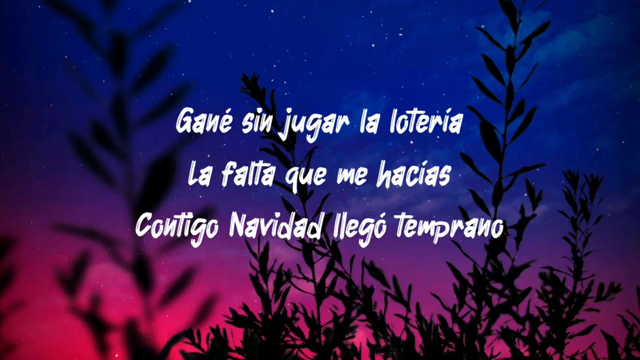 Gané sin jugar la lotería
La falta que me hacías
Contigo Navidad llegó temprano